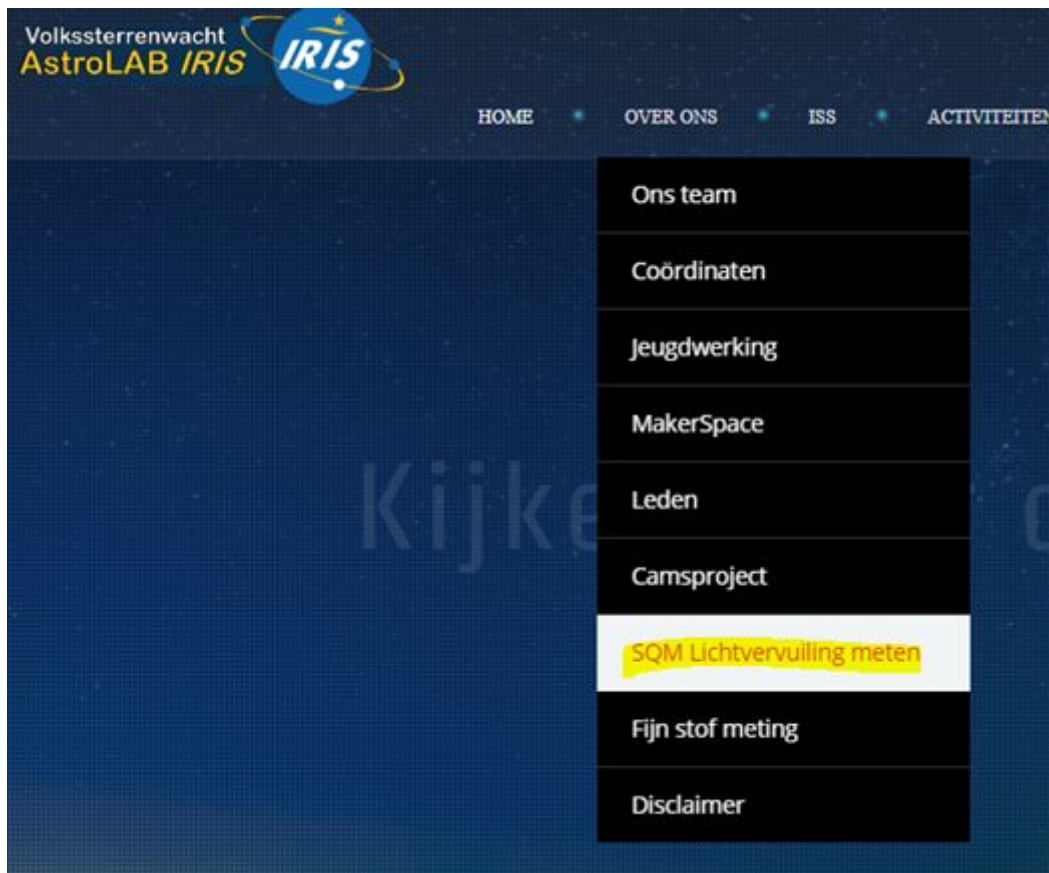 Volkssterrenwacht
AstroLAB IRIS
IRIS
HOME OVER ONS ISS ACTIVITEITEN
Ons team
Coördinaten
Jeugdwerking
MakerSpace
Leden
Camsproject
SQM Lichtvervuiling meten
Fijn stof meting
Disclaimer
Kijke